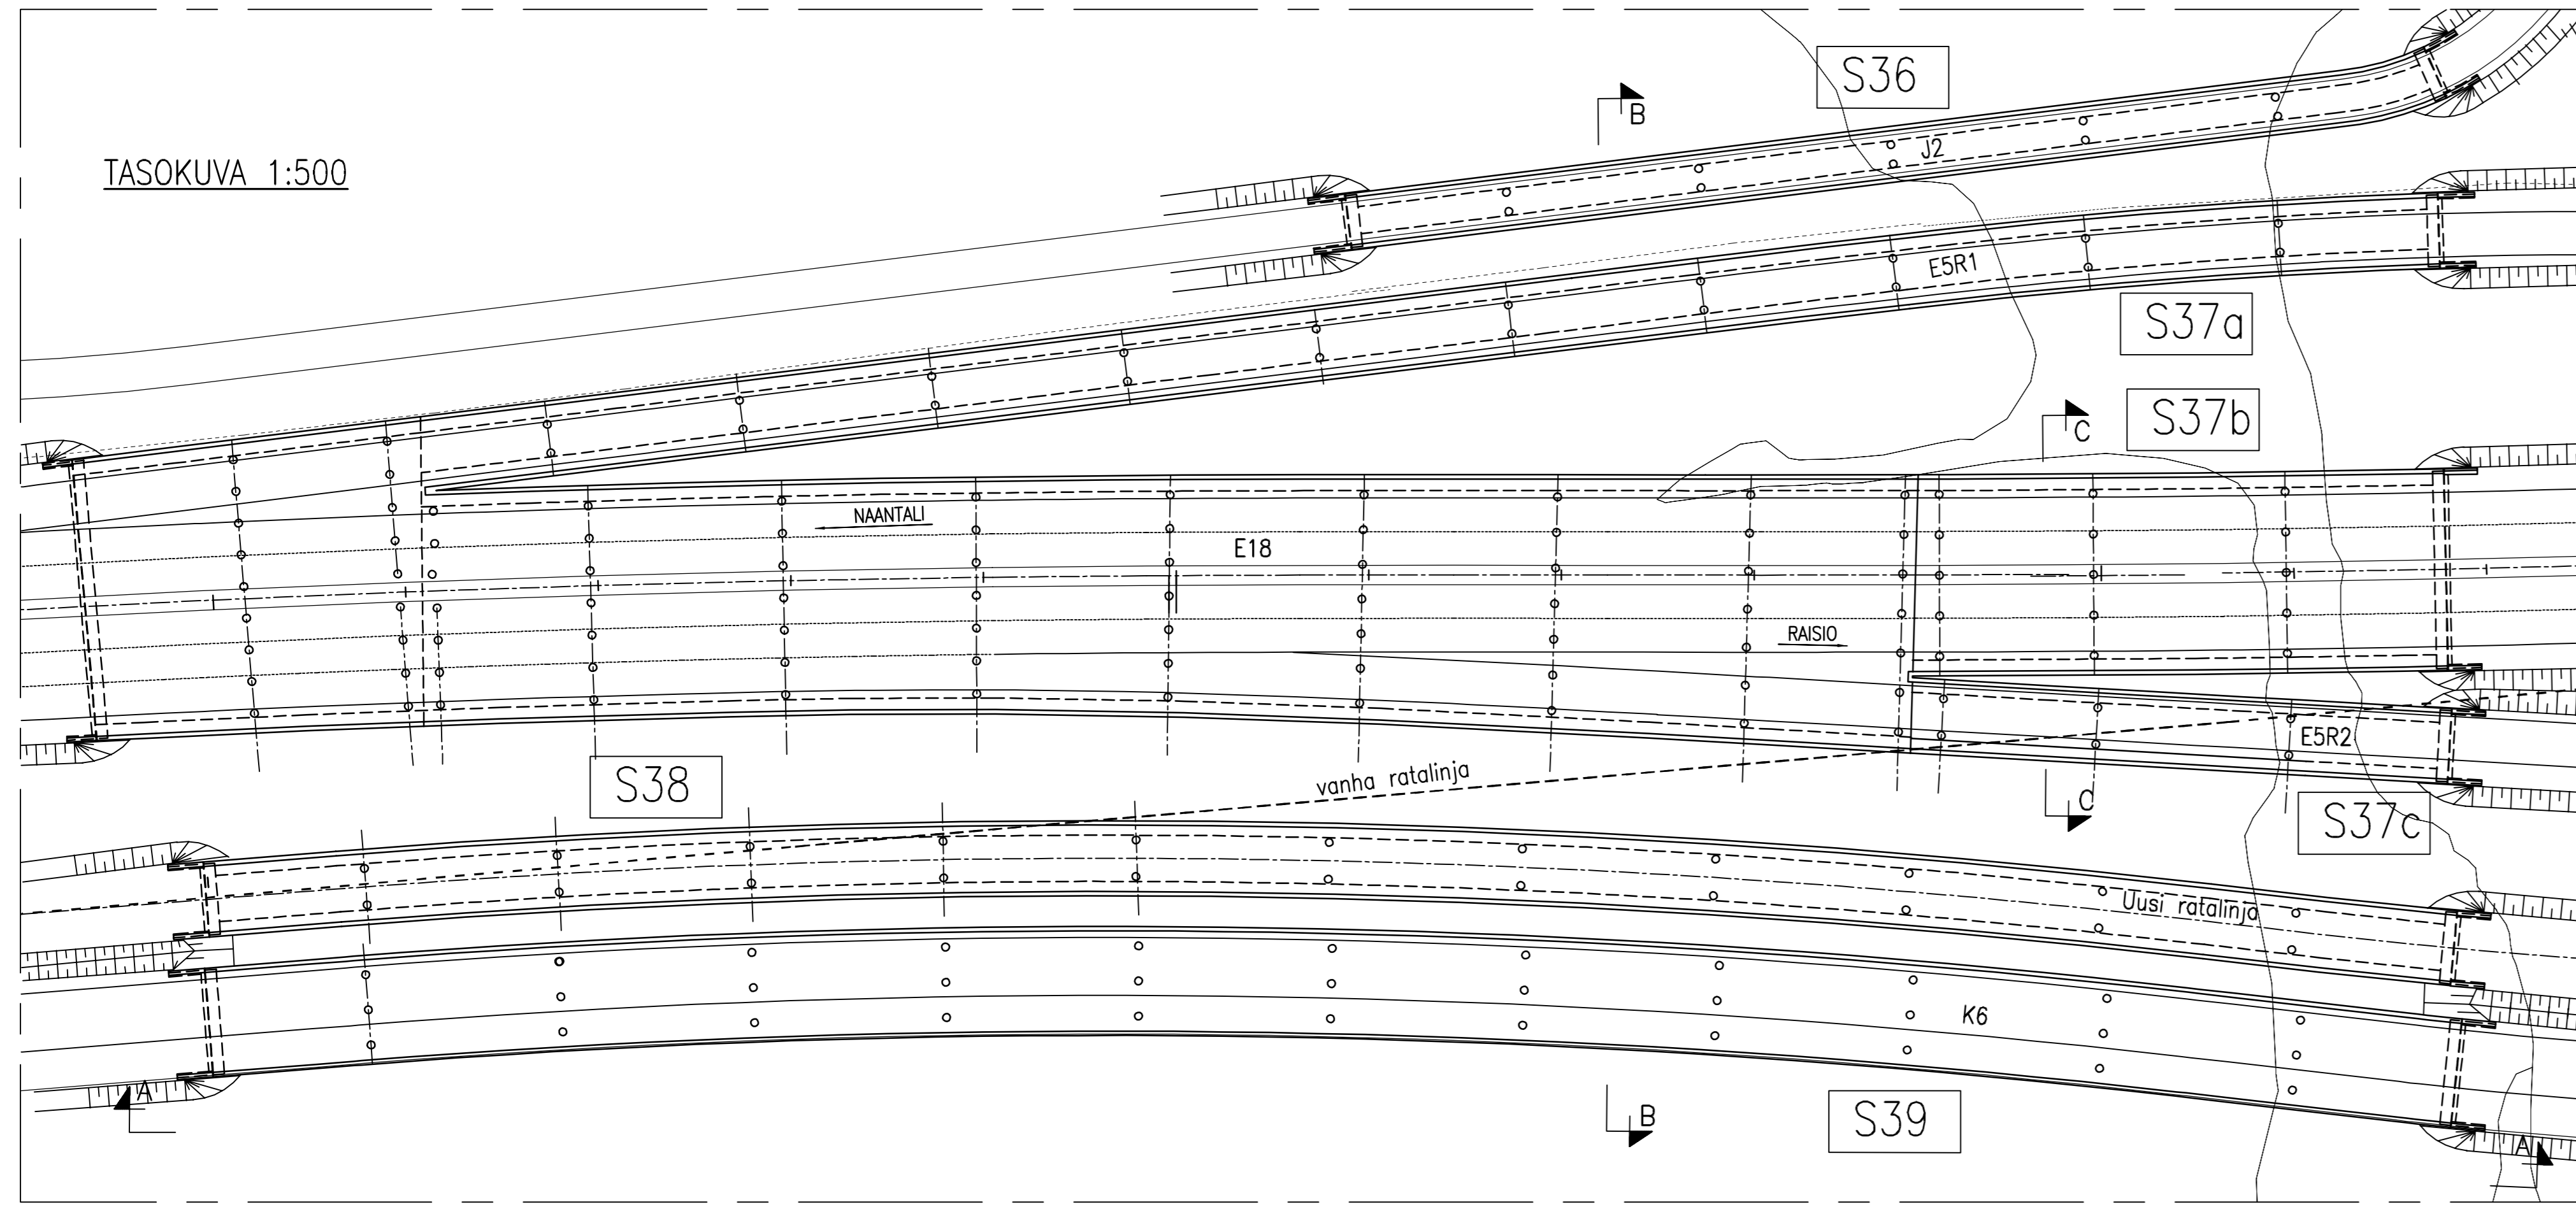 S36
B
J2
TASOKUVA 1:500
E5R1
S37a
S37b
C
NAANTALI
E18
RAISIO
E5R2
S38
vanha ratalinja
C
S37c
Uusi ratalinja
K6
A
B
S39
A